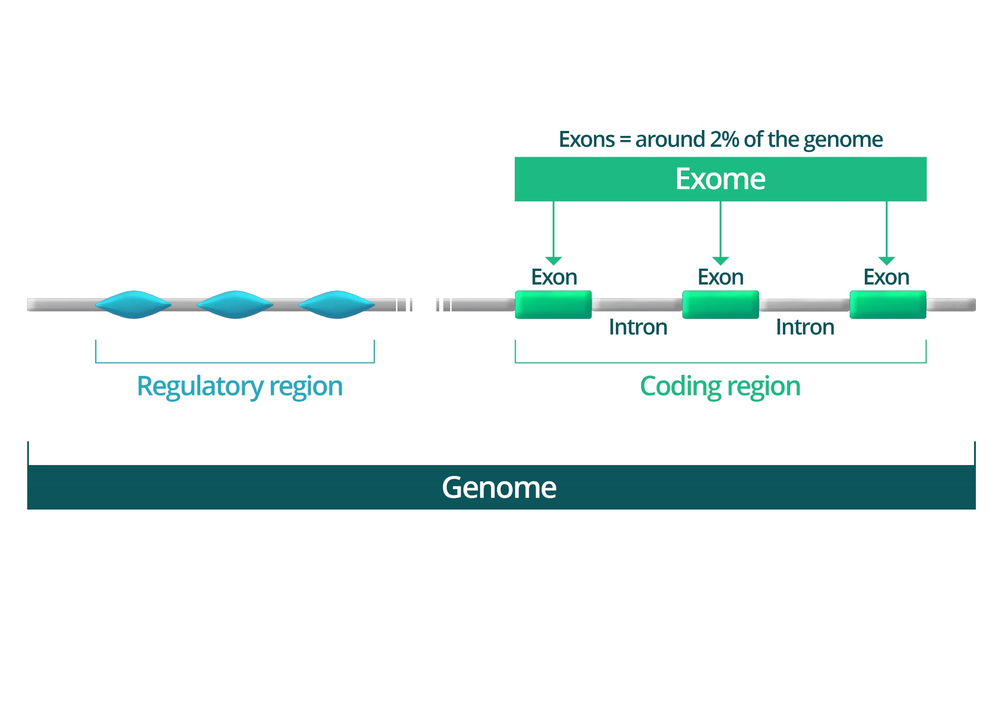 Exons = around 2% of the genome
Exome
Exon Exon Exon
Intron Intron
Regulatory region Coding region
Genome